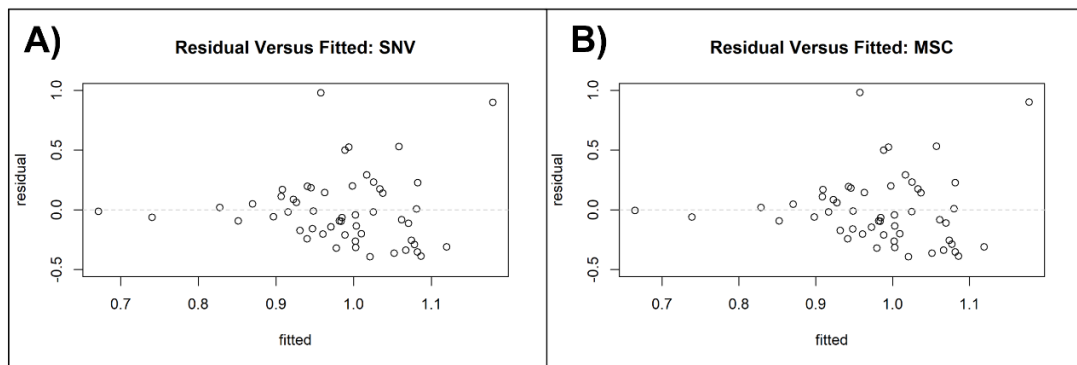 A)
Residual Versus Fitted: SNV
1.0
0.5
0.0
-0.5
residual
0.7 0.8 0.9 1.0 1.1
fitted
B)
Residual Versus Fitted: MSC
1.0
0.5
0.0
-0.5
residual
0.7 0.8 0.9 1.0 1.1
fitted